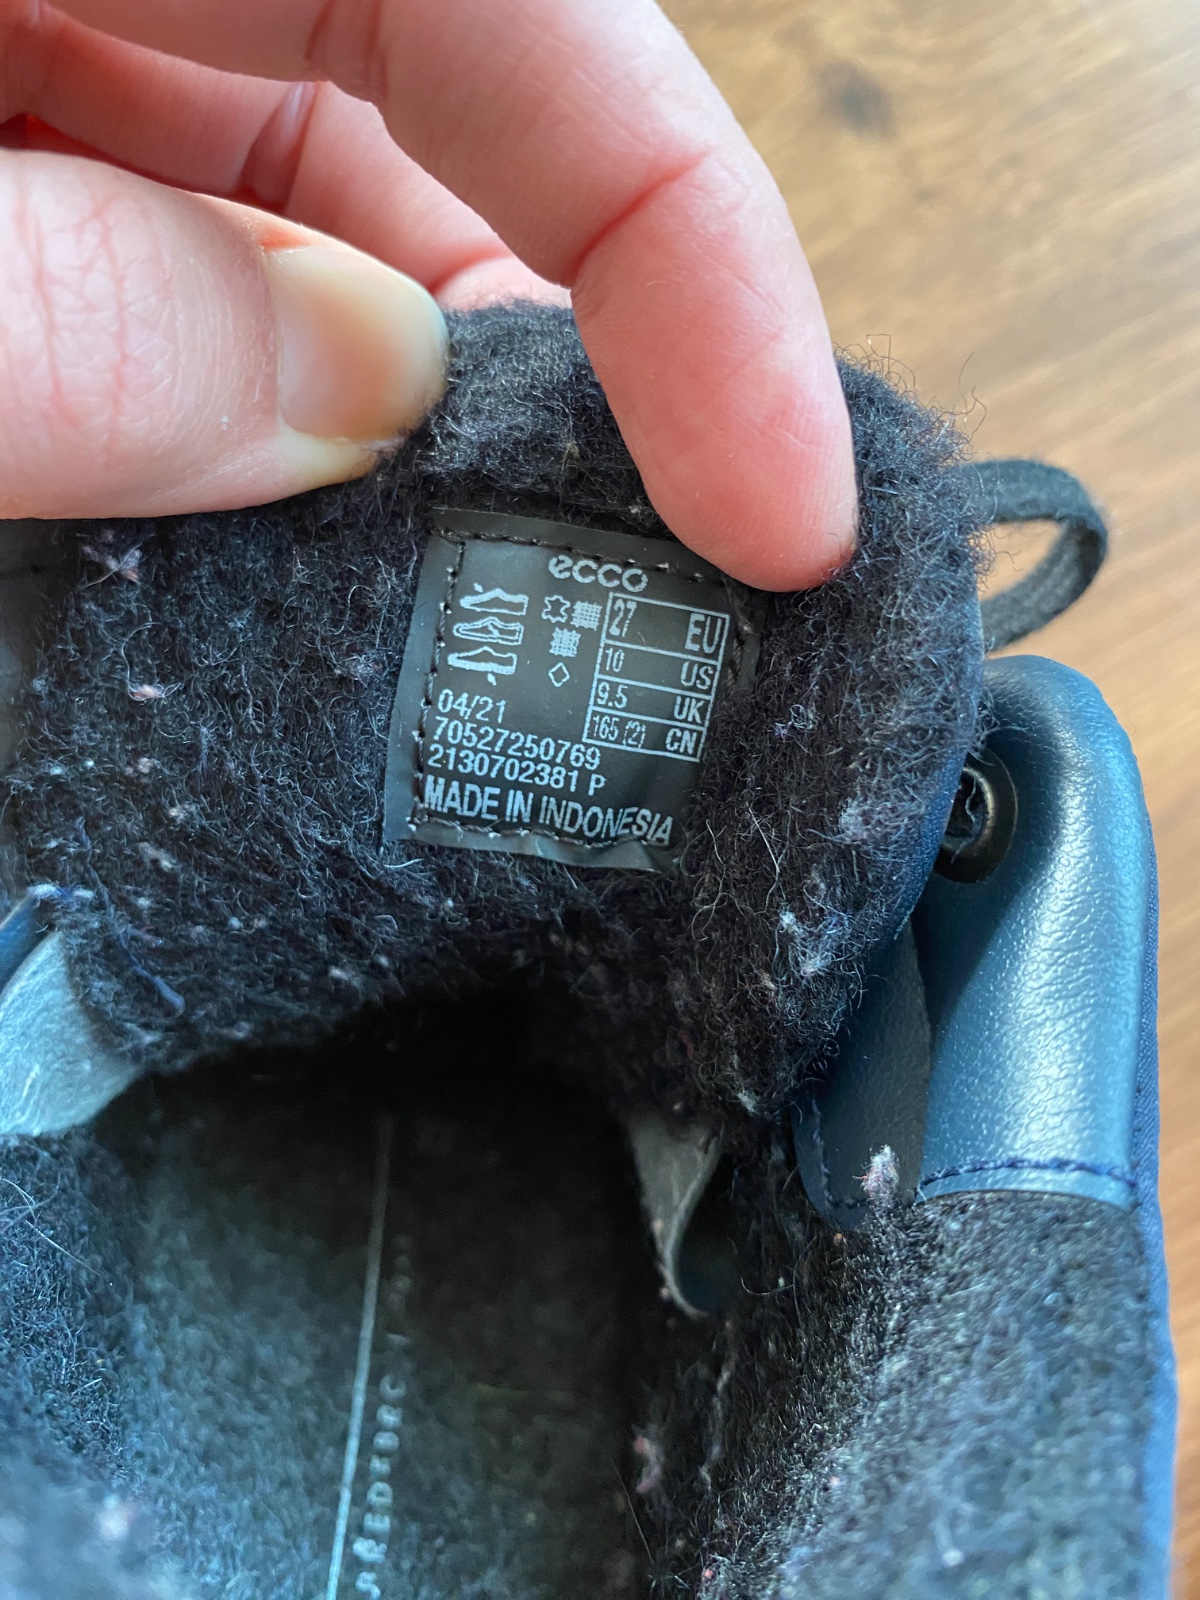 ecco
27 EU
10 US
9.5 UK
165 (2) CN
04/21
70527250769
2130702381 P
MADE IN INDONESIA